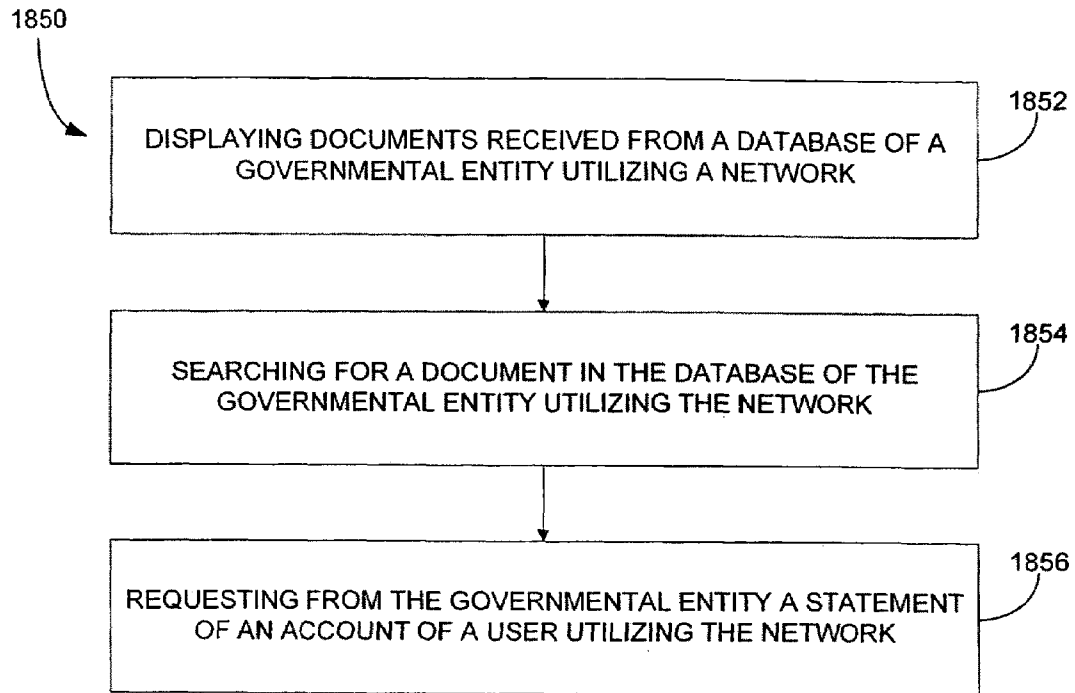 1850
1852
DISPLAYING DOCUMENTS RECEIVED FROM A DATABASE OF A
GOVERNMENTAL ENTITY UTILIZING A NETWORK
1854
SEARCHING FOR A DOCUMENT IN THE DATABASE OF THE
GOVERNMENTAL ENTITY UTILIZING THE NETWORK
1856
REQUESTING FROM THE GOVERNMENTAL ENTITY A STATEMENT
OF AN ACCOUNT OF A USER UTILIZING THE NETWORK